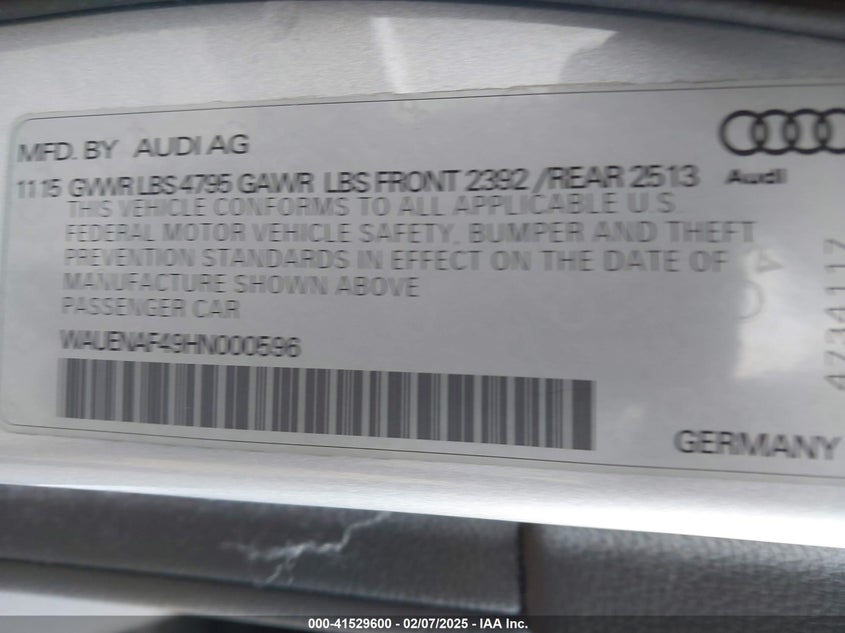 MFD. BY AUDI AG
1115 GVWR LBS 4795 GAWR LBS FRONT 2392 / REAR 2513
Audi
THIS VEHICLE CONFORMS TO ALL APPLICABLE U.S.
FEDERAL MOTOR VEHICLE SAFETY, BUMPER AND THEFT
PREVENTION STANDARDS IN EFFECT ON THE DATE OF
MANUFACTURE SHOWN ABOVE
PASSENGER CAR
WAUENAF49HN000596
4734117
GERMANY
000-41529600 - 02/07/2025 - IAA Inc.